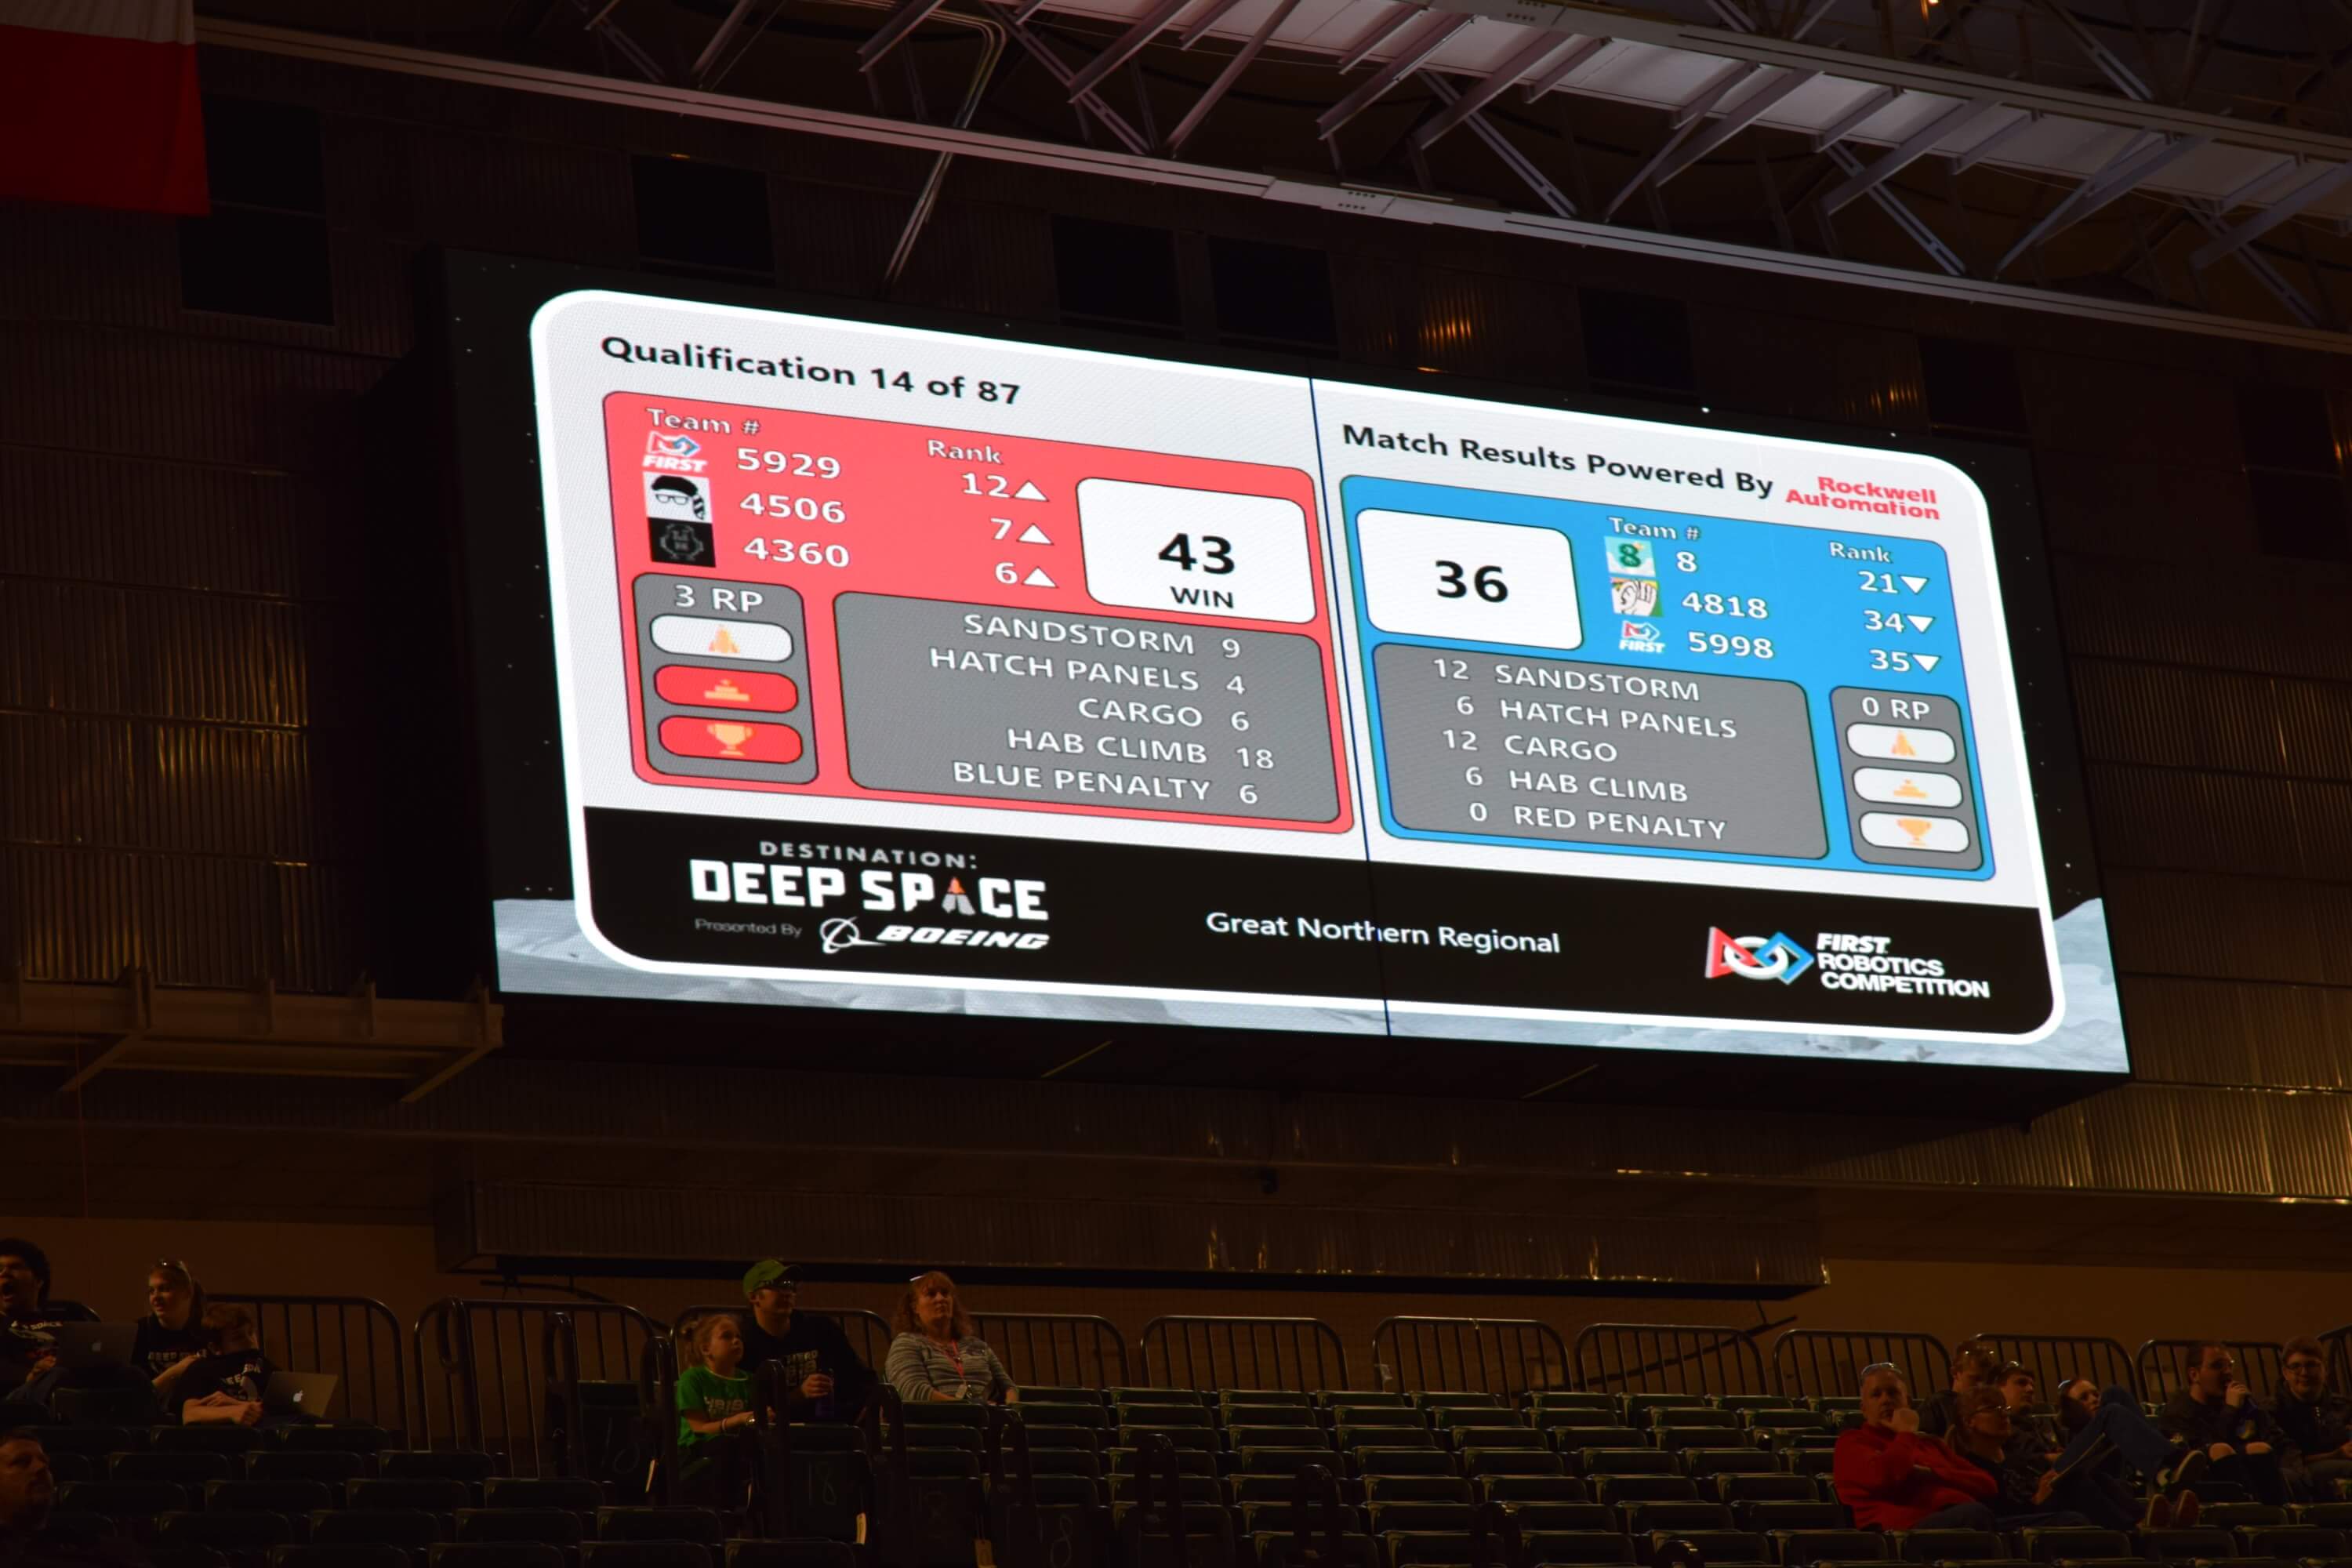 Qualification 14 of 87
Match Results Powered By Rockwell Automation
Team # Rank
FIRST 5929 12▲
4506 7▲
4360 6▲
43
WIN
3 RP
SANDSTORM 9
HATCH PANELS 4
CARGO 6
HAB CLIMB 18
BLUE PENALTY 6
36
Team # Rank
8 8 21▼
4818 34▼
FIRST 5998 35▼
12 SANDSTORM
6 HATCH PANELS
12 CARGO
6 HAB CLIMB
0 RED PENALTY
0 RP
DESTINATION:
DEEP SPACE
Presented By BOEING
Great Northern Regional
FIRST
ROBOTICS
COMPETITION